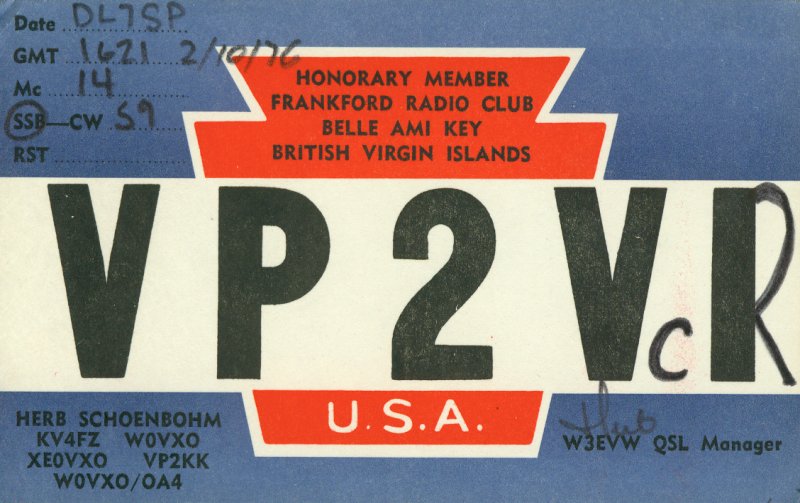 Date DL7SP
GMT 1621 2/10/76
Mc 14
SSB—CW 59
RST
HONORARY MEMBER
FRANKFORD RADIO CLUB
BELLE AMI KEY
BRITISH VIRGIN ISLANDS
VP2VcR
U.S.A.
HERB SCHOENBOHM
KV4FZ W0VXO
XE0VXO VP2KK
W0VXO/OA4
Herb
W3EVW QSL Manager